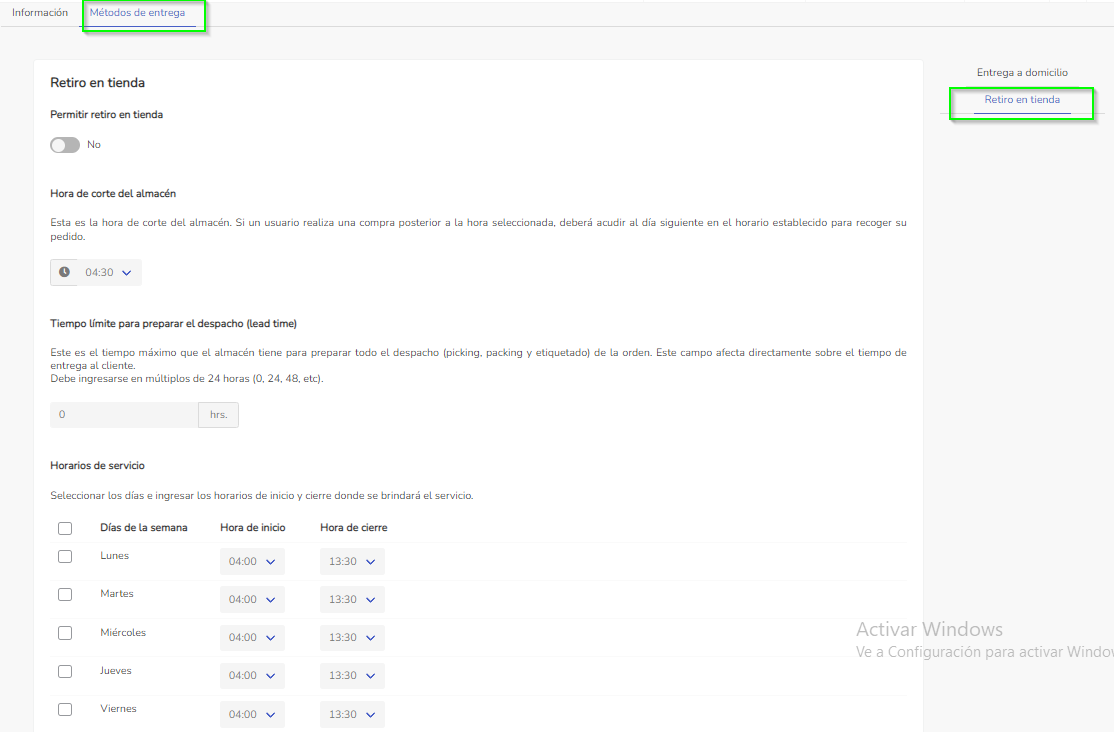 Información
Métodos de entrega
Entrega a domicilio
Retiro en tienda
Retiro en tienda
Permitir retiro en tienda
No
Hora de corte del almacén
Esta es la hora de corte del almacén. Si un usuario realiza una compra posterior a la hora seleccionada, deberá acudir al día siguiente en el horario establecido para recoger su
pedido.
04:30
Tiempo límite para preparar el despacho (lead time)
Este es el tiempo máximo que el almacén tiene para preparar todo el despacho (picking, packing y etiquetado) de la orden. Este campo afecta directamente sobre el tiempo de
entrega al cliente.
Debe ingresarse en múltiplos de 24 horas (0, 24, 48, etc).
0 hrs.
Horarios de servicio
Seleccionar los días e ingresar los horarios de inicio y cierre donde se brindará el servicio.
Días de la semana Hora de inicio Hora de cierre
Lunes 04:00 13:30
Martes 04:00 13:30
Miércoles 04:00 13:30
Jueves 04:00 13:30
Viernes 04:00 13:30
Activar Windows
Ve a Configuración para activar Window